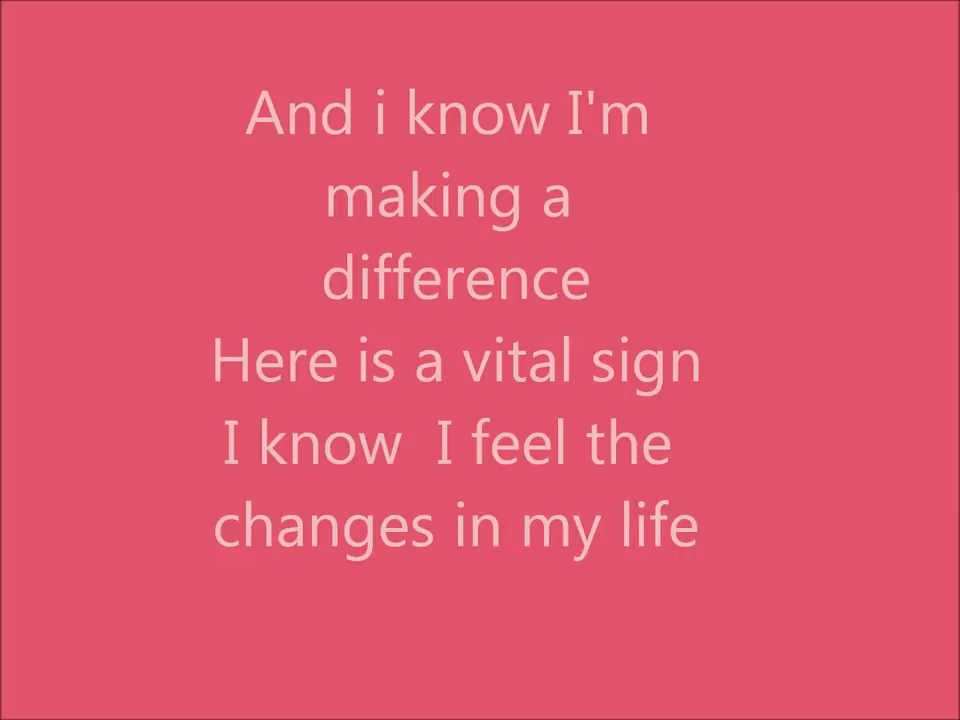 And i know I'm
making a
difference
Here is a vital sign
I know  I feel the
changes in my life